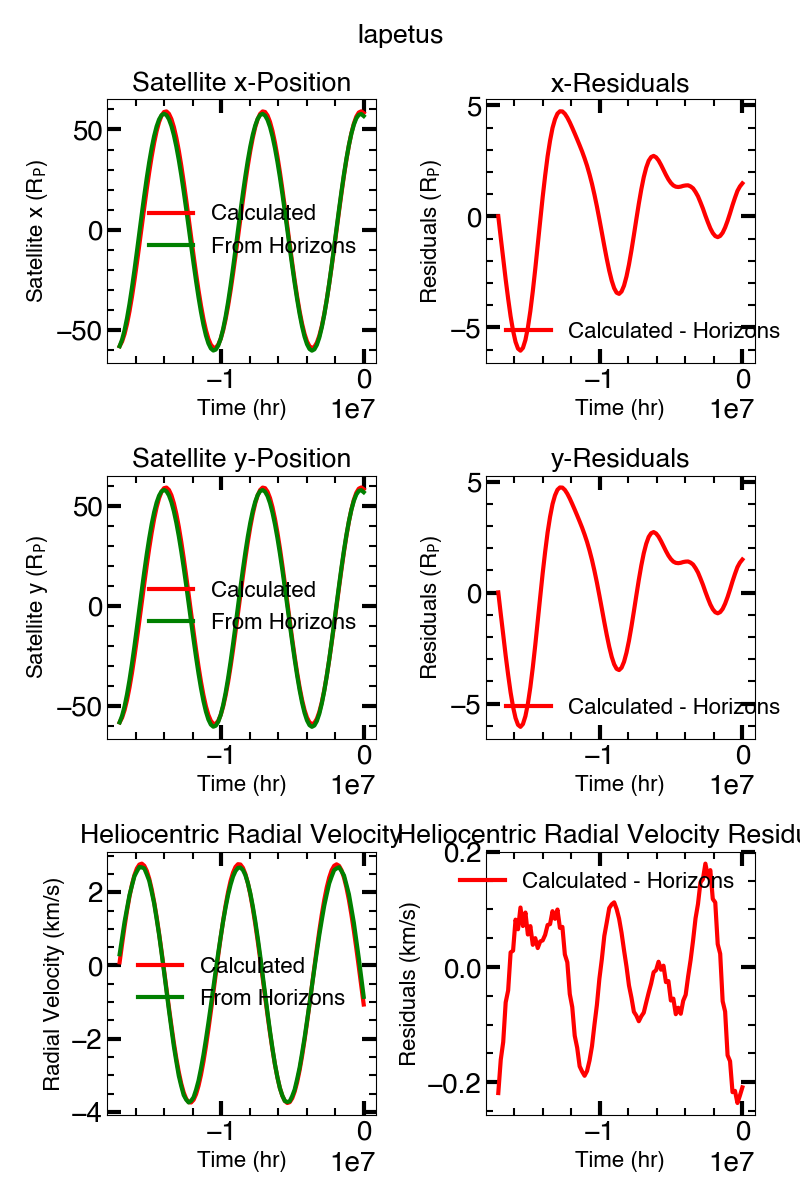 Iapetus
Satellite x-Position
x-Residuals
Satellite x (RP)
50
0
−50
Calculated
From Horizons
−1
0
Time (hr)
1e7
Residuals (RP)
5
0
−5
Calculated - Horizons
−1
0
Time (hr)
1e7
Satellite y-Position
y-Residuals
Satellite y (RP)
50
0
−50
Calculated
From Horizons
−1
0
Time (hr)
1e7
Residuals (RP)
5
0
−5
Calculated - Horizons
−1
0
Time (hr)
1e7
Heliocentric Radial Velocity
Heliocentric Radial Velocity Residu
Radial Velocity (km/s)
2
0
−2
−4
Calculated
From Horizons
−1
0
Time (hr)
1e7
Residuals (km/s)
0.2
0.0
−0.2
Calculated - Horizons
−1
0
Time (hr)
1e7